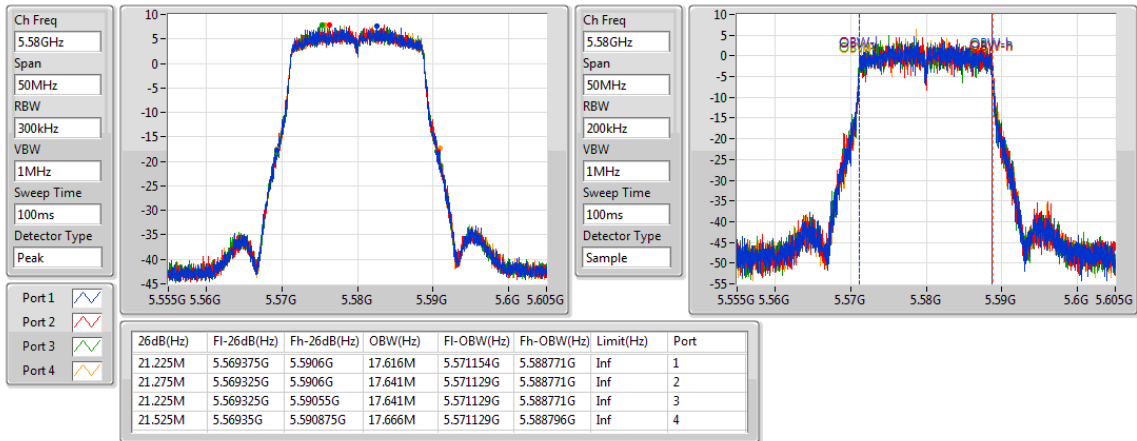 Ch Freq
5.58GHz
Span
50MHz
RBW
300kHz
VBW
1MHz
Sweep Time
100ms
Detector Type
Peak
10
5
0
-5
-10
-15
-20
-25
-30
-35
-40
-45
5.555G 5.56G 5.57G 5.58G 5.59G 5.6G 5.605G
Ch Freq
5.58GHz
Span
50MHz
RBW
200kHz
VBW
1MHz
Sweep Time
100ms
Detector Type
Sample
10
5
0
-5
-10
-15
-20
-25
-30
-35
-40
-45
-50
-55
OBW-h
5.555G 5.56G 5.57G 5.58G 5.59G 5.6G 5.605G
Port 1
Port 2
Port 3
Port 4
26dB(Hz) Fl-26dB(Hz) Fh-26dB(Hz) OBW(Hz) Fl-OBW(Hz) Fh-OBW(Hz) Limit(Hz) Port
21.225M 5.569375G 5.5906G 17.616M 5.571154G 5.588771G Inf 1
21.275M 5.569325G 5.5906G 17.641M 5.571129G 5.588771G Inf 2
21.225M 5.569325G 5.59055G 17.641M 5.571129G 5.588771G Inf 3
21.525M 5.56935G 5.590875G 17.666M 5.571129G 5.588796G Inf 4